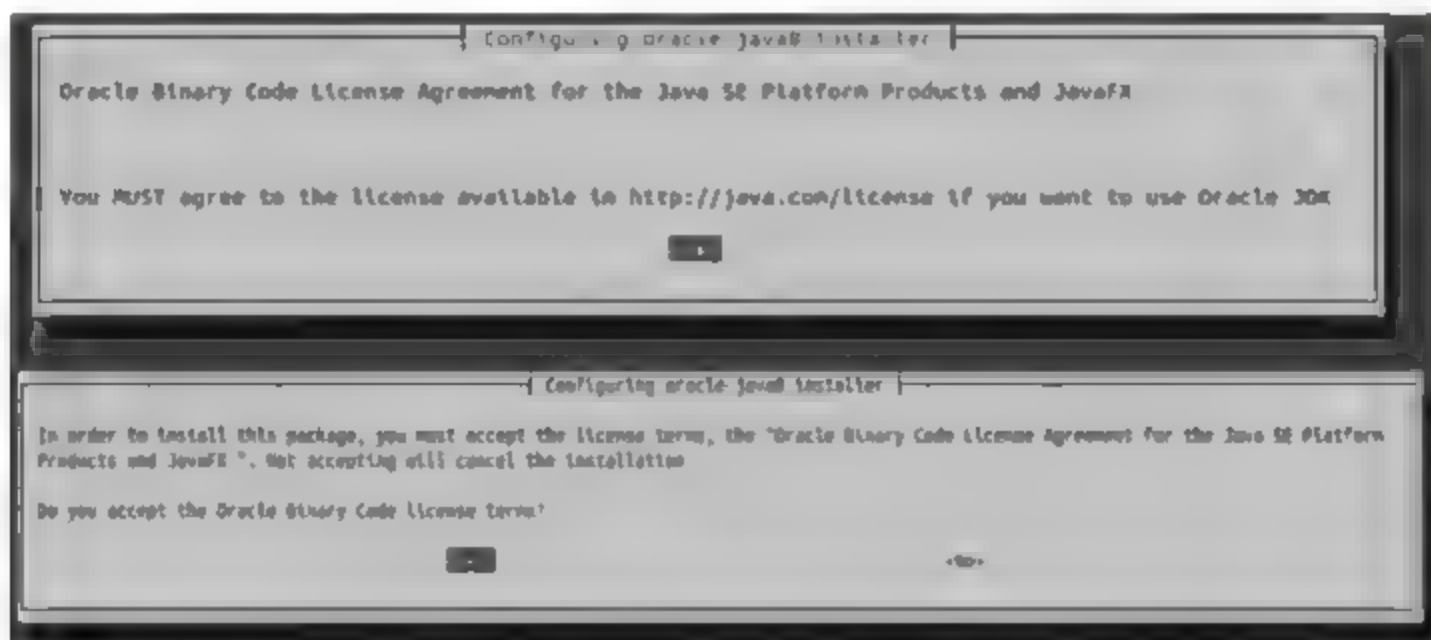 Configuring oracle java8 installer
Oracle Binary Code License Agreement for the Java SE Platform Products and JavaFX
You MUST agree to the license available in http://java.com/license if you want to use Oracle JDK
Configuring oracle java8 installer
In order to install this package, you must accept the license terms, the "Oracle Binary Code License Agreement for the Java SE Platform
Products and JavaFX ". Not accepting will cancel the installation
Do you accept the Oracle Binary Code license terms?
<No>